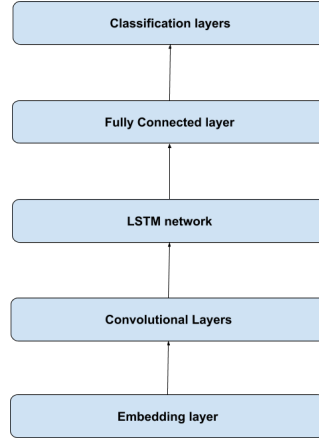 Classification layers
Fully Connected layer
LSTM network
Convolutional Layers
Embedding layer